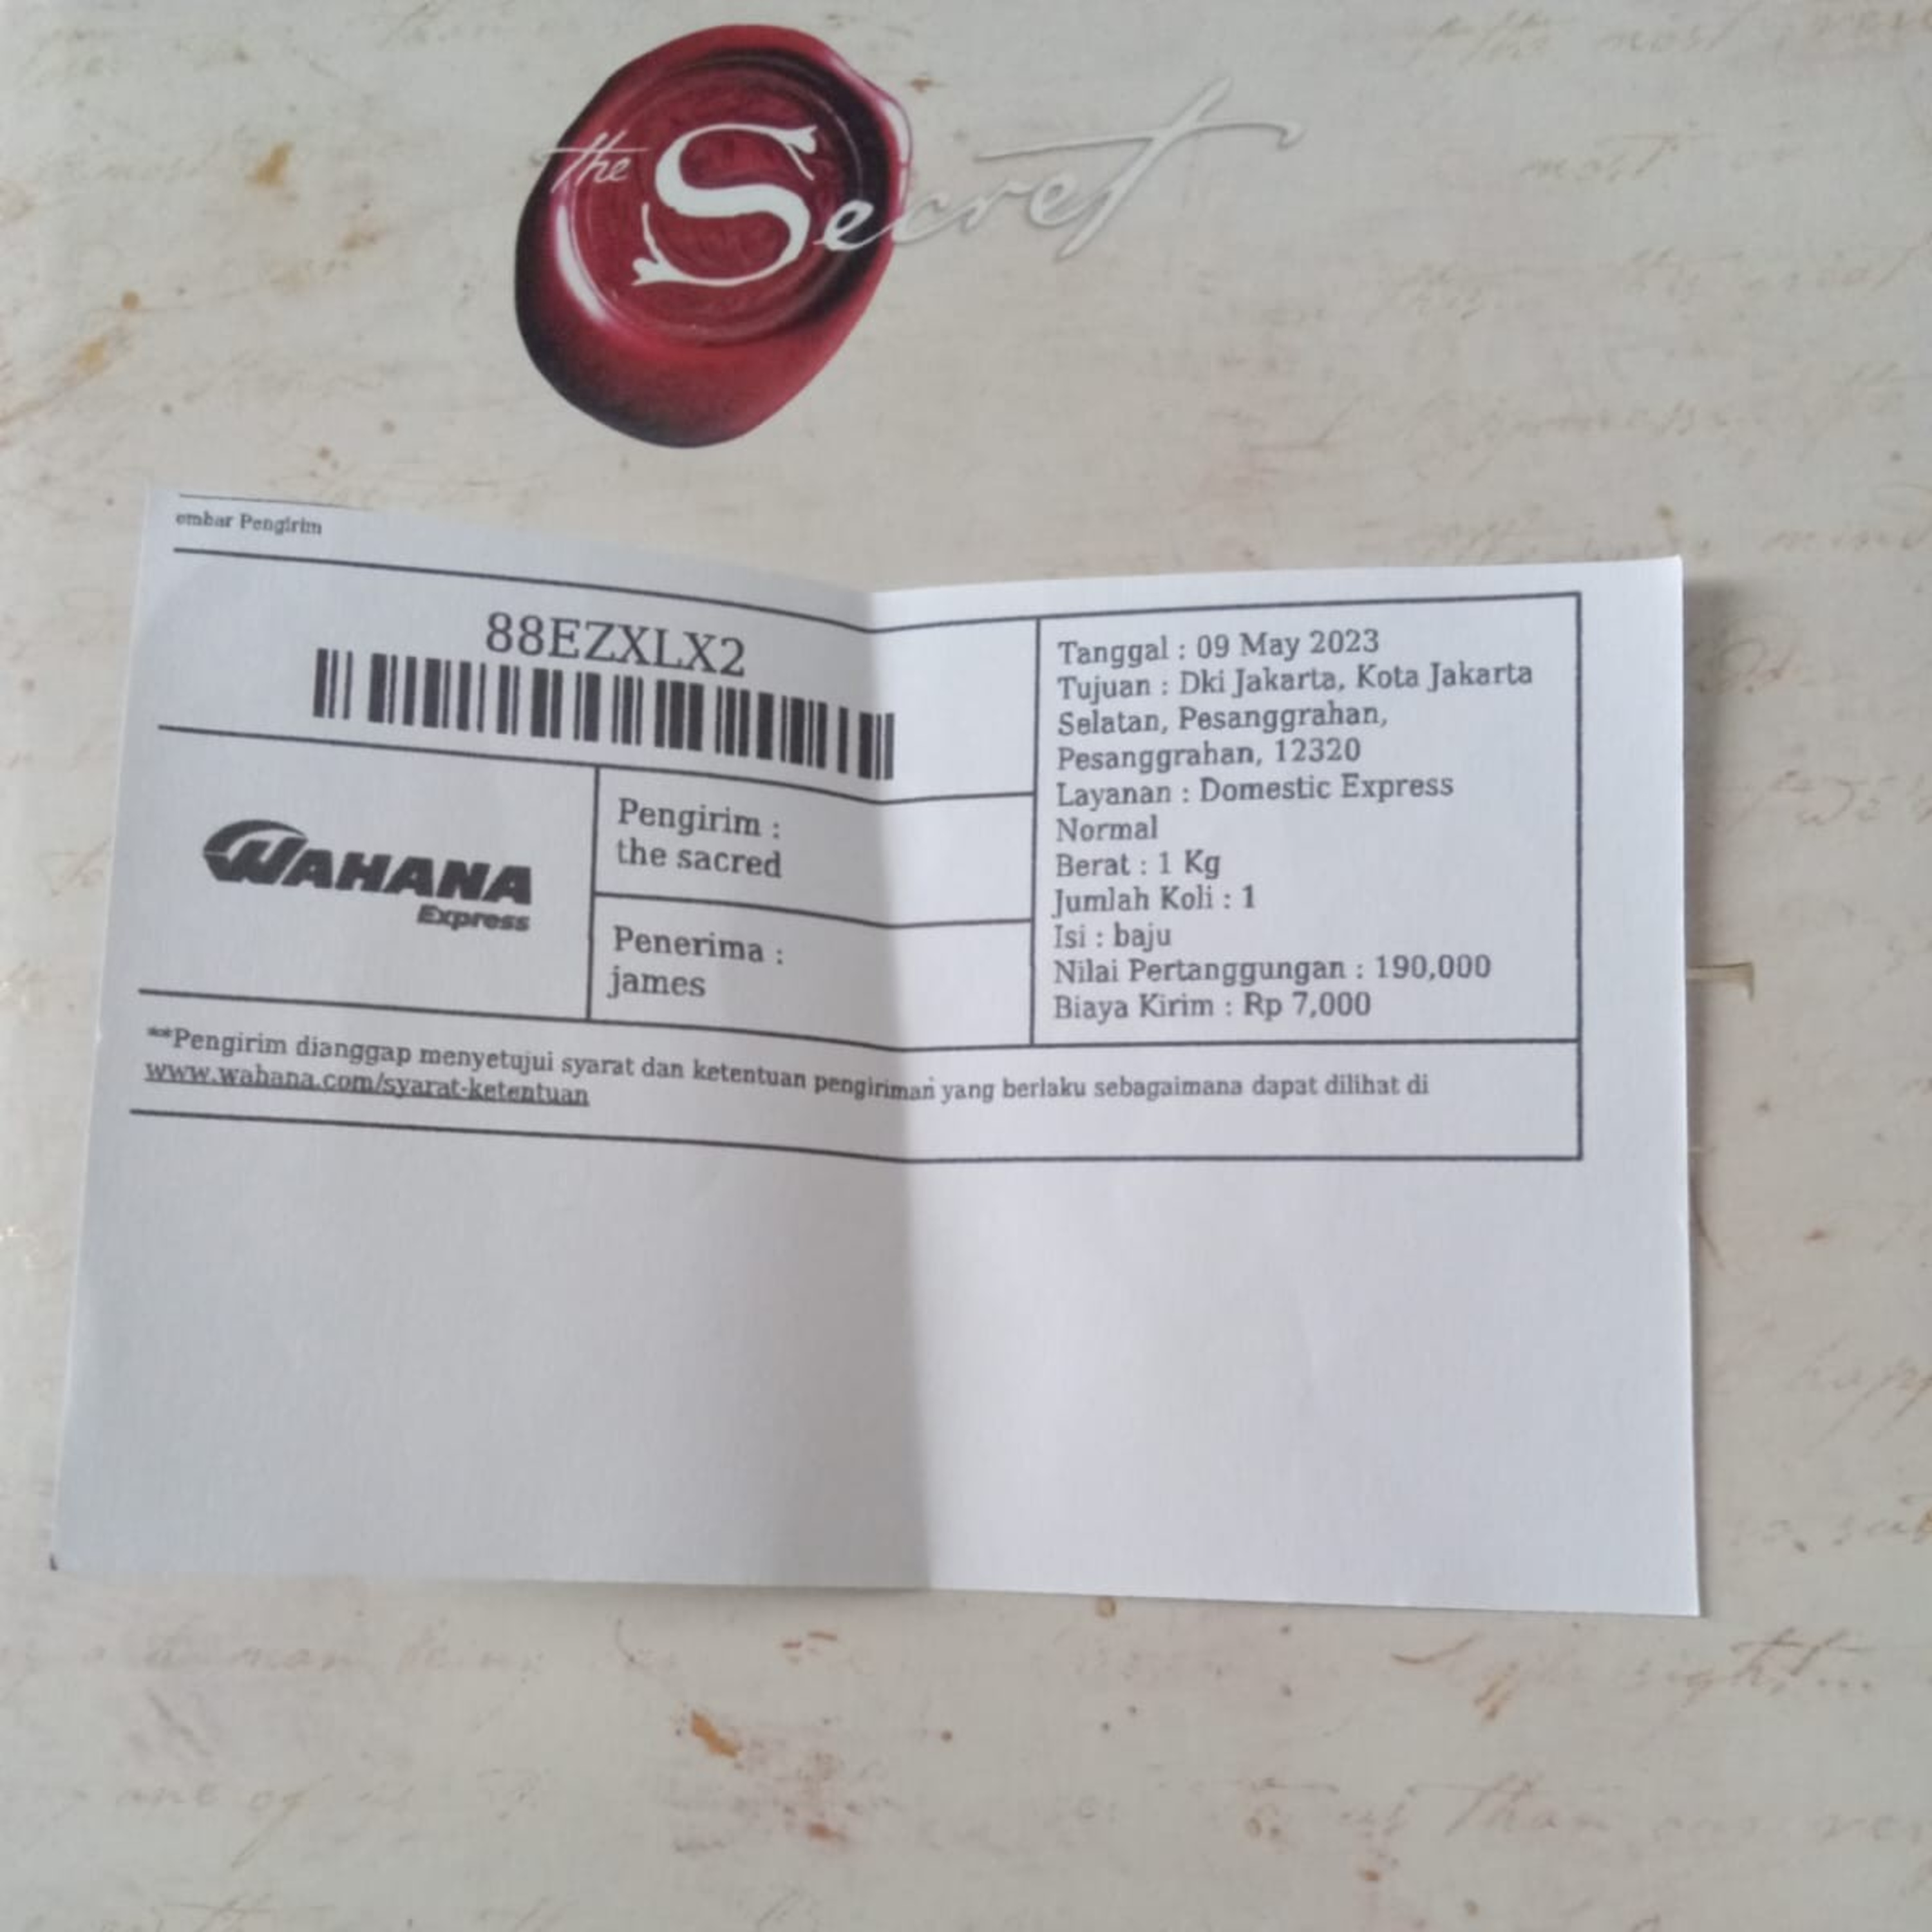 the Secret
embar Pengirim
88EZXLX2
WAHANA
Express
Pengirim :
the sacred
Penerima :
james
Tanggal : 09 May 2023
Tujuan : Dki Jakarta, Kota Jakarta
Selatan, Pesanggrahan,
Pesanggrahan, 12320
Layanan : Domestic Express
Normal
Berat : 1 Kg
Jumlah Koli : 1
Isi : baju
Nilai Pertanggungan : 190,000
Biaya Kirim : Rp 7,000
**Pengirim dianggap menyetujui syarat dan ketentuan pengiriman yang berlaku sebagaimana dapat dilihat di
www.wahana.com/syarat-ketentuan